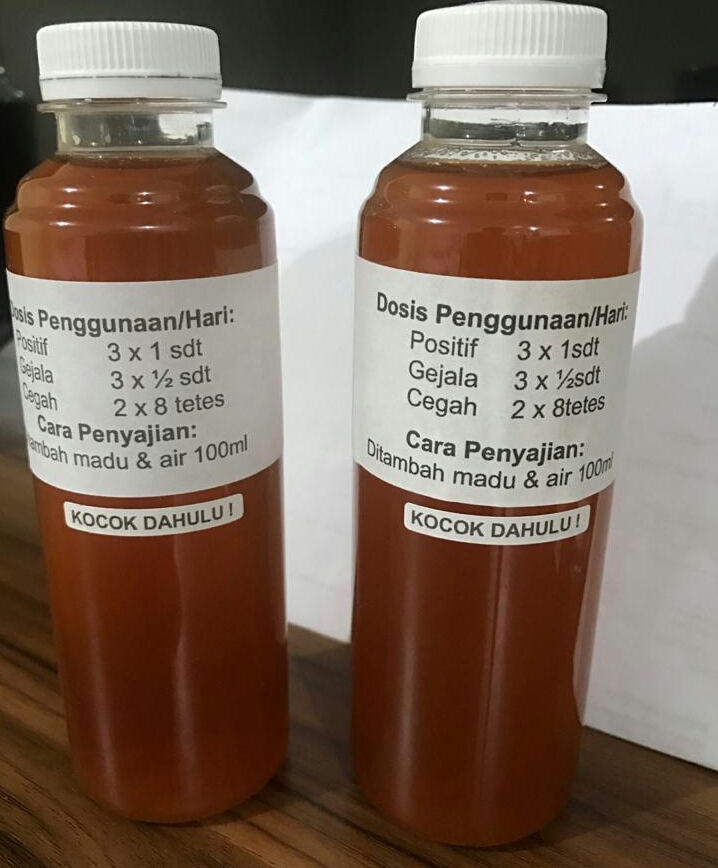 Dosis Penggunaan/Hari:
Positif 3 x 1 sdt
Gejala 3 x ½ sdt
Cegah 2 x 8 tetes
Cara Penyajian:
Ditambah madu & air 100ml
KOCOK DAHULU !
Dosis Penggunaan/Hari:
Positif 3 x 1sdt
Gejala 3 x ½sdt
Cegah 2 x 8tetes
Cara Penyajian:
Ditambah madu & air 100ml
KOCOK DAHULU !